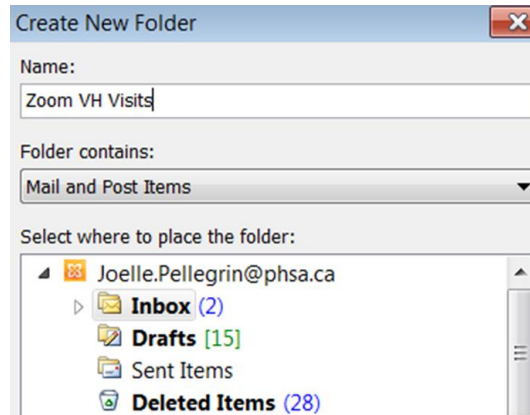 Create New Folder
Name:
Zoom VH Visits
Folder contains:
Mail and Post Items
Select where to place the folder:
Joelle.Pellegrin@phsa.ca
Inbox (2)
Drafts [15]
Sent Items
Deleted Items (28)